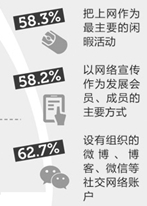 58.3%
把上网作为
最主要的闲
暇活动
58.2%
以网络宣传
作为发展会
员、成员的
主要方式
62.7%
设有组织的
微博、博
客、微信等
社交网络账
户